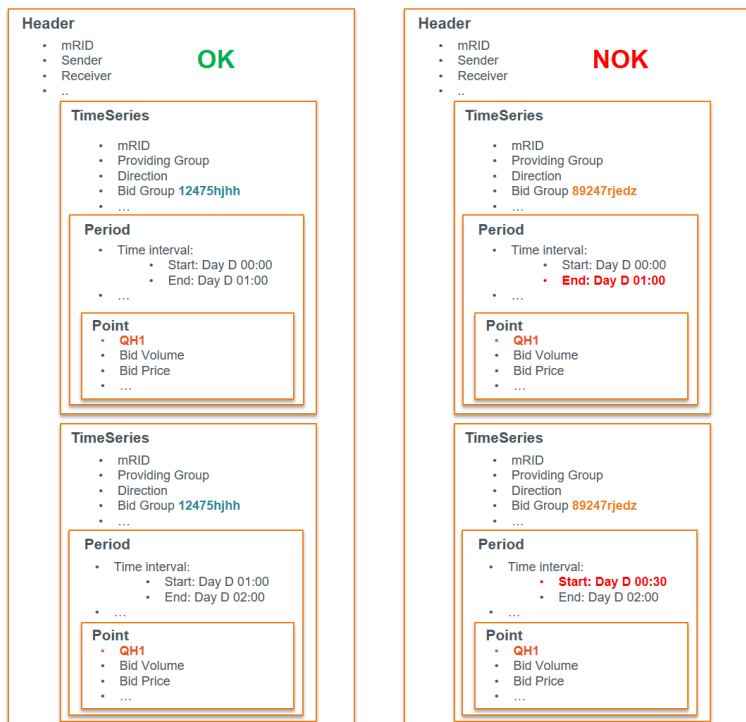 Header
• mRID
• Sender
• Receiver
• ..
OK
TimeSeries
• mRID
• Providing Group
• Direction
• Bid Group 12475hjhh
• …
Period
• Time interval:
• Start: Day D 00:00
• End: Day D 01:00
• …
Point
• QH1
• Bid Volume
• Bid Price
• …
TimeSeries
• mRID
• Providing Group
• Direction
• Bid Group 12475hjhh
• …
Period
• Time interval:
• Start: Day D 01:00
• End: Day D 02:00
• …
Point
• QH1
• Bid Volume
• Bid Price
• …
Header
• mRID
• Sender
• Receiver
• ..
NOK
TimeSeries
• mRID
• Providing Group
• Direction
• Bid Group 89247rjedz
• …
Period
• Time interval:
• Start: Day D 00:00
• End: Day D 01:00
• …
Point
• QH1
• Bid Volume
• Bid Price
• …
TimeSeries
• mRID
• Providing Group
• Direction
• Bid Group 89247rjedz
• …
Period
• Time interval:
• Start: Day D 00:30
• End: Day D 02:00
• …
Point
• QH1
• Bid Volume
• Bid Price
• …